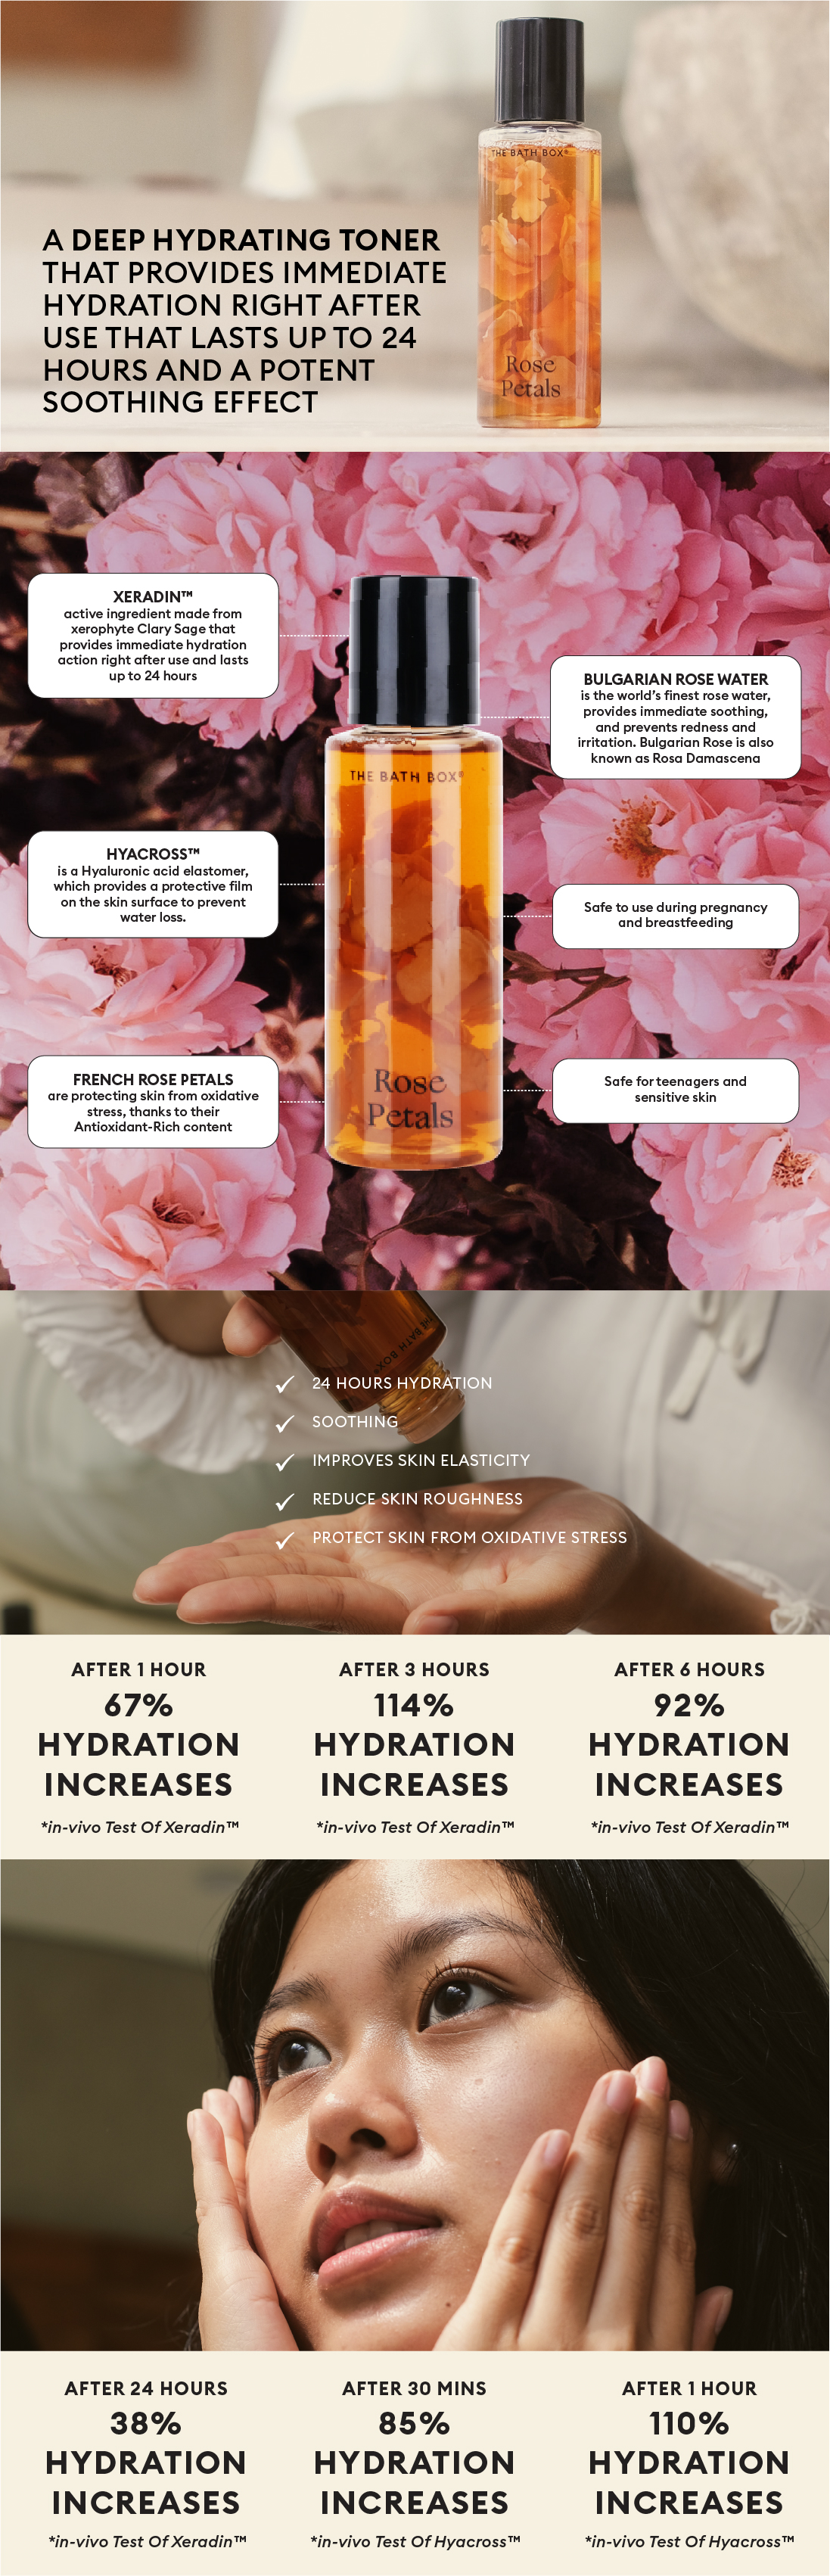 THE BATH BOX®
A DEEP HYDRATING TONER
THAT PROVIDES IMMEDIATE
HYDRATION RIGHT AFTER
USE THAT LASTS UP TO 24
HOURS AND A POTENT
SOOTHING EFFECT
Rose
Petals
XERADIN™
active ingredient made from
xerophyte Clary Sage that
provides immediate hydration
action right after use and lasts
up to 24 hours
BULGARIAN ROSE WATER
is the world's finest rose water,
provides immediate soothing,
and prevents redness and
irritation. Bulgarian Rose is also
known as Rosa Damascena
THE BATH BOX®
HYACROSS™
is a Hyaluronic acid elastomer,
which provides a protective film
on the skin surface to prevent
water loss.
Safe to use during pregnancy
and breastfeeding
FRENCH ROSE PETALS
are protecting skin from oxidative
stress, thanks to their
Antioxidant-Rich content
Rose
Petals
Safe for teenagers and
sensitive skin
THE BATH BOX®
24 HOURS HYDRATION
SOOTHING
IMPROVES SKIN ELASTICITY
REDUCE SKIN ROUGHNESS
PROTECT SKIN FROM OXIDATIVE STRESS
AFTER 1 HOUR
67%
HYDRATION
INCREASES
*in-vivo Test Of Xeradin™
AFTER 3 HOURS
114%
HYDRATION
INCREASES
*in-vivo Test Of Xeradin™
AFTER 6 HOURS
92%
HYDRATION
INCREASES
*in-vivo Test Of Xeradin™
AFTER 24 HOURS
38%
HYDRATION
INCREASES
*in-vivo Test Of Xeradin™
AFTER 30 MINS
85%
HYDRATION
INCREASES
*in-vivo Test Of Hyacross™
AFTER 1 HOUR
110%
HYDRATION
INCREASES
*in-vivo Test Of Hyacross™